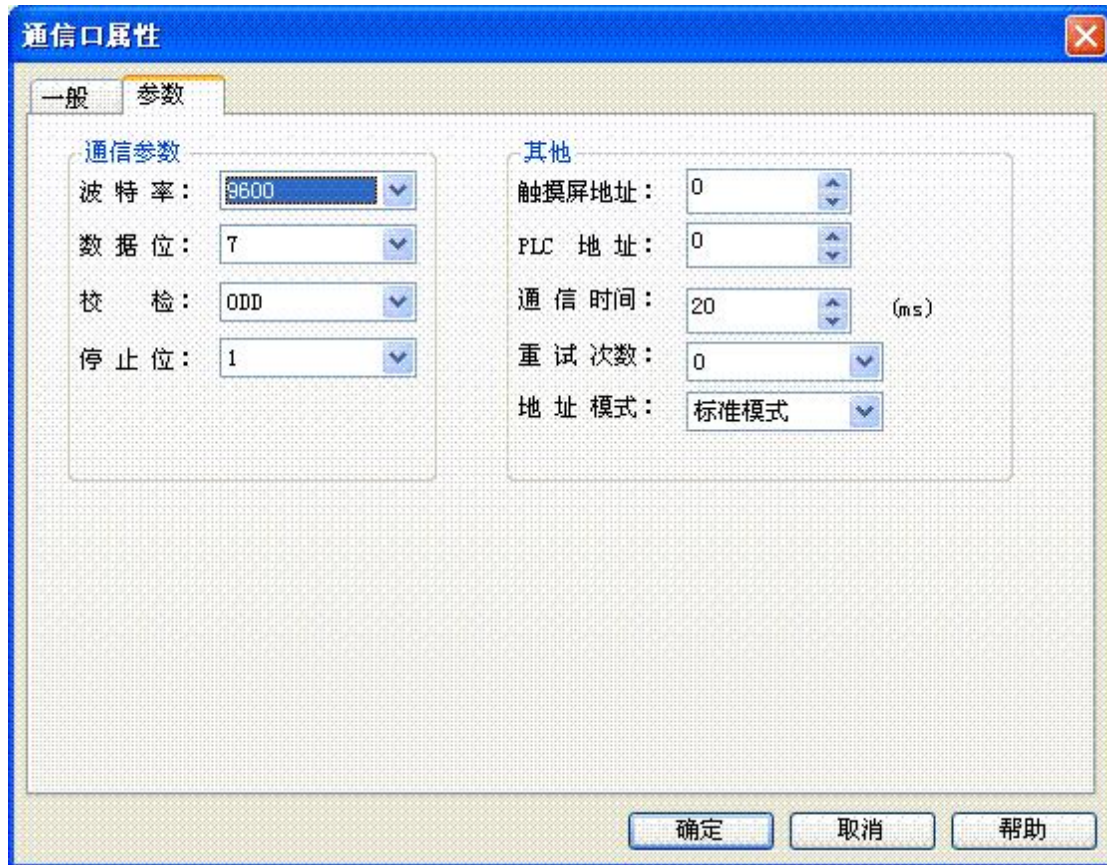 通信口属性
一般 参数
通信参数
波 特 率： 9600
数 据 位： 7
校 检： ODD
停 止 位： 1
其他
触摸屏地址： 0
PLC 地 址： 0
通 信 时间： 20 (ms)
重 试 次数： 0
地 址 模式： 标准模式
确定 取消 帮助